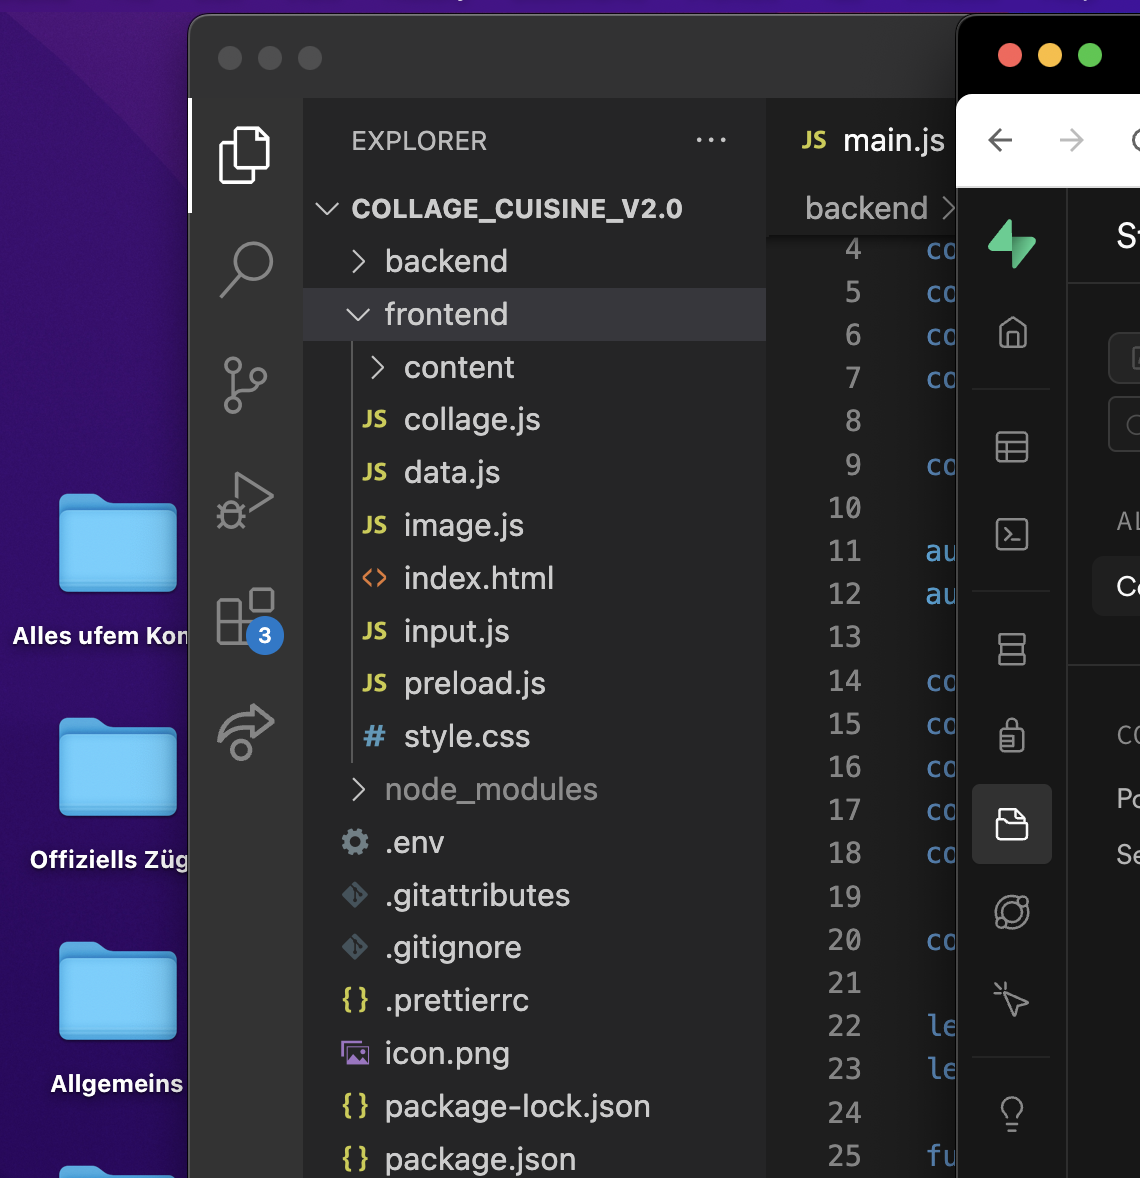 EXPLORER
COLLAGE_CUISINE_V2.0
backend
frontend
content
JS collage.js
JS data.js
JS image.js
<> index.html
JS input.js
JS preload.js
# style.css
node_modules
.env
.gitattributes
.gitignore
{} .prettierrc
icon.png
{} package-lock.json
{} package.json
3
JS main.js
backend >
4 co
5 co
6 co
7 co
8
9 co
10
11 au
12 au
13
14 co
15 co
16 co
17 co
18 co
19
20 co
21
22 le
23 le
24
25 fu
St
AL
Co
CO
Po
Se
Alles ufem Kon
Offiziells Züg
Allgemeins